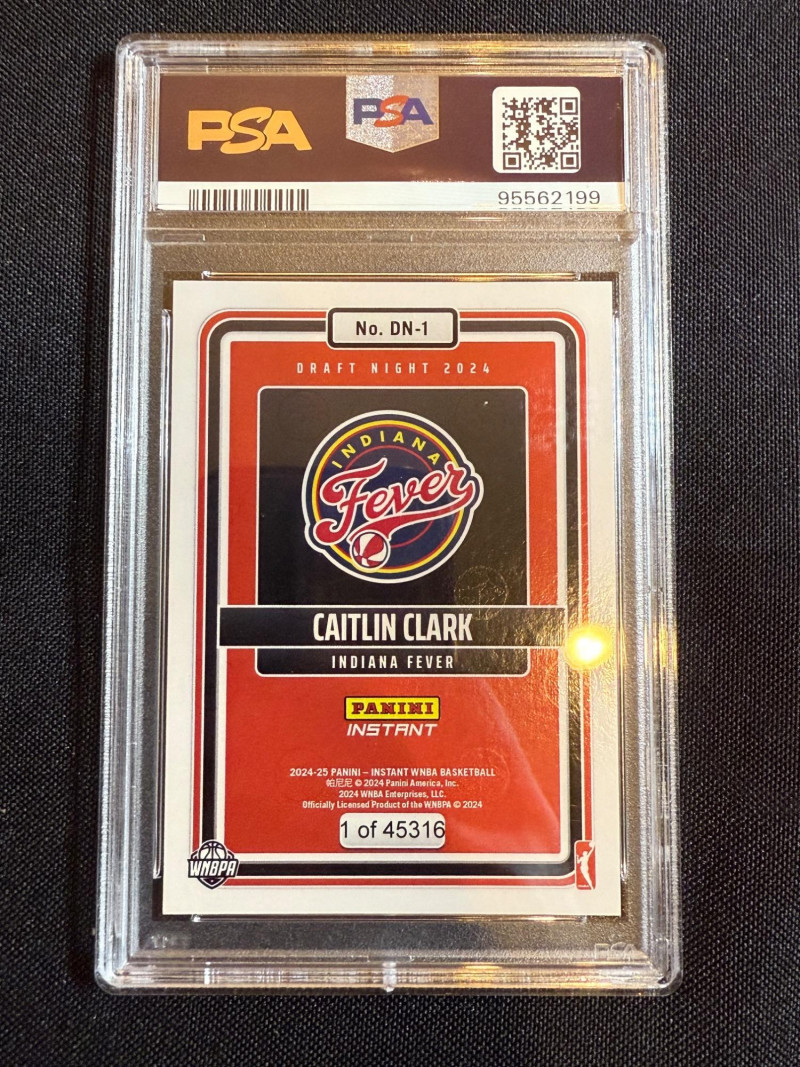 PSA
PSA
95562199
No. DN-1
DRAFT NIGHT 2024
INDIANA
Fever
CAITLIN CLARK
INDIANA FEVER
PANINI
INSTANT
2024-25 PANINI – INSTANT WNBA BASKETBALL
帕尼尼 © 2024 Panini America, Inc.
2024 WNBA Enterprises, LLC.
Officially Licensed Product of the WNBPA © 2024
1 of 45316
WNBPA
PSA